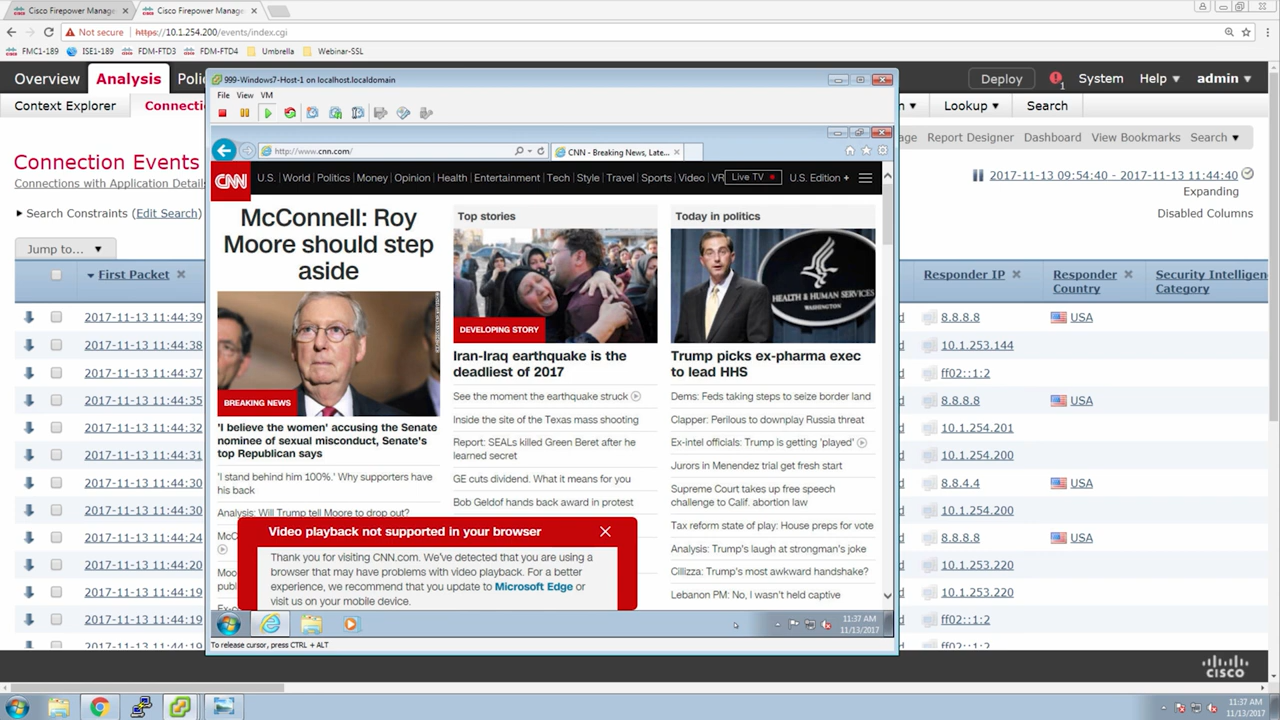 Cisco Firepower Manage
Cisco Firepower Manage
Not secure
https://10.1.254.200/events/index.cgi
FMC1-189
ISE1-189
FDM-FTD3
FDM-FTD4
Umbrella
Webinar-SSL
Overview
Analysis
Deploy
1
System
Help
admin
Context Explorer
Lookup
Search
Report Designer
Dashboard
View Bookmarks
Search
Connection Events
Connections with Application Details
2017-11-13 09:54:40 - 2017-11-13 11:44:40
Expanding
Search Constraints (Edit Search)
Disabled Columns
Jump to...
First Packet
Responder IP
Responder
Country
Security Intelligen
Category
2017-11-13 11:44:39
8.8.8.8
USA
2017-11-13 11:44:38
10.1.253.144
2017-11-13 11:44:37
ff02::1:2
2017-11-13 11:44:35
8.8.8.8
USA
2017-11-13 11:44:32
10.1.254.201
2017-11-13 11:44:31
10.1.254.200
2017-11-13 11:44:30
8.8.4.4
USA
2017-11-13 11:44:30
10.1.254.200
2017-11-13 11:44:24
8.8.8.8
USA
2017-11-13 11:44:20
10.1.253.220
2017-11-13 11:44:19
10.1.253.220
2017-11-13 11:44:19
ff02::1:2
999-Windows7-Host-1 on localhost.localdomain
File View VM
http://www.cnn.com/
CNN - Breaking News, Late...
CNN
U.S. World Politics Money Opinion Health Entertainment Tech Style Travel Sports Video VR
Live TV
U.S. Edition +
McConnell: Roy
Moore should step
aside
BREAKING NEWS
'I believe the women' accusing the Senate
nominee of sexual misconduct, Senate's
top Republican says
'I stand behind him 100%.' Why supporters have
his back
Analysis: Will Trump tell Moore to drop out?
Top stories
DEVELOPING STORY
Iran-Iraq earthquake is the
deadliest of 2017
See the moment the earthquake struck
Inside the site of the Texas mass shooting
Report: SEALs killed Green Beret after he
learned secret
GE cuts dividend. What it means for you
Bob Geldof hands back award in protest
Today in politics
HEALTH & HUMAN SERVICES
WASHINGTON
Trump picks ex-pharma exec
to lead HHS
Dems: Feds taking steps to seize border land
Clapper: Perilous to downplay Russia threat
Ex-intel officials: Trump is getting 'played'
Jurors in Menendez trial get fresh start
Supreme Court takes up free speech
challenge to Calif. abortion law
Tax reform state of play: House preps for vote
Analysis: Trump's laugh at strongman's joke
Cillizza: Trump's most awkward handshake?
Lebanon PM: No, I wasn't held captive
Video playback not supported in your browser
Thank you for visiting CNN.com. We've detected that you are using a
browser that may have problems with video playback. For a better
experience, we recommend that you update to Microsoft Edge or
visit us on your mobile device.
11:37 AM
11/13/2017
To release cursor, press CTRL + ALT
CISCO
11:37 AM
11/13/2017